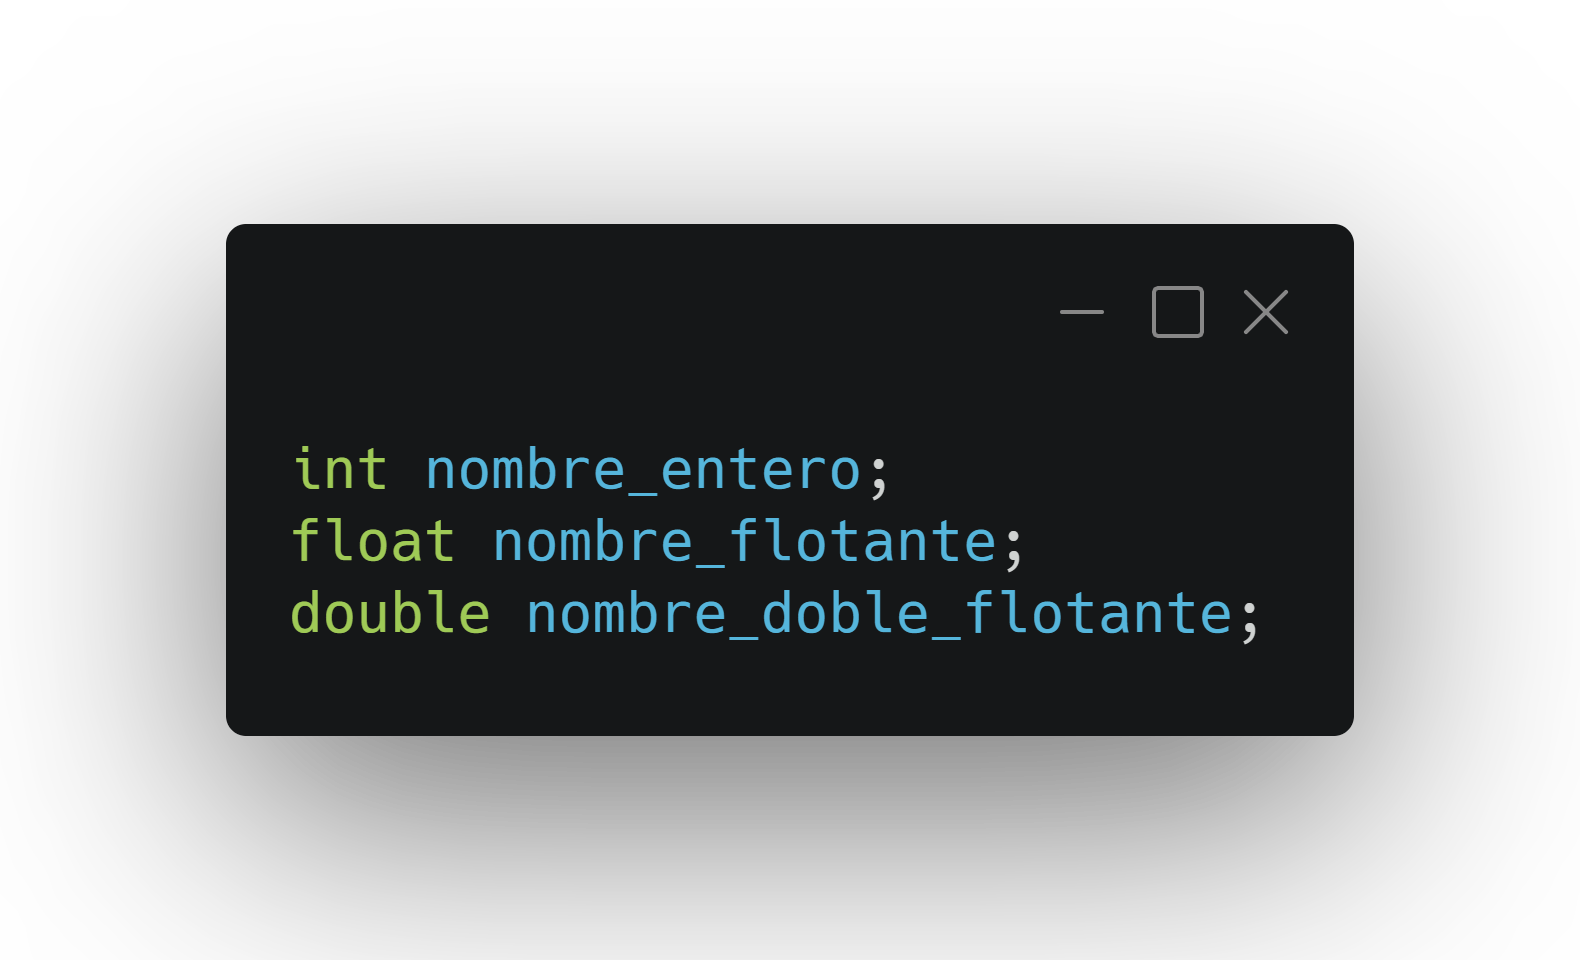 int nombre_entero;
float nombre_flotante;
double nombre_doble_flotante;